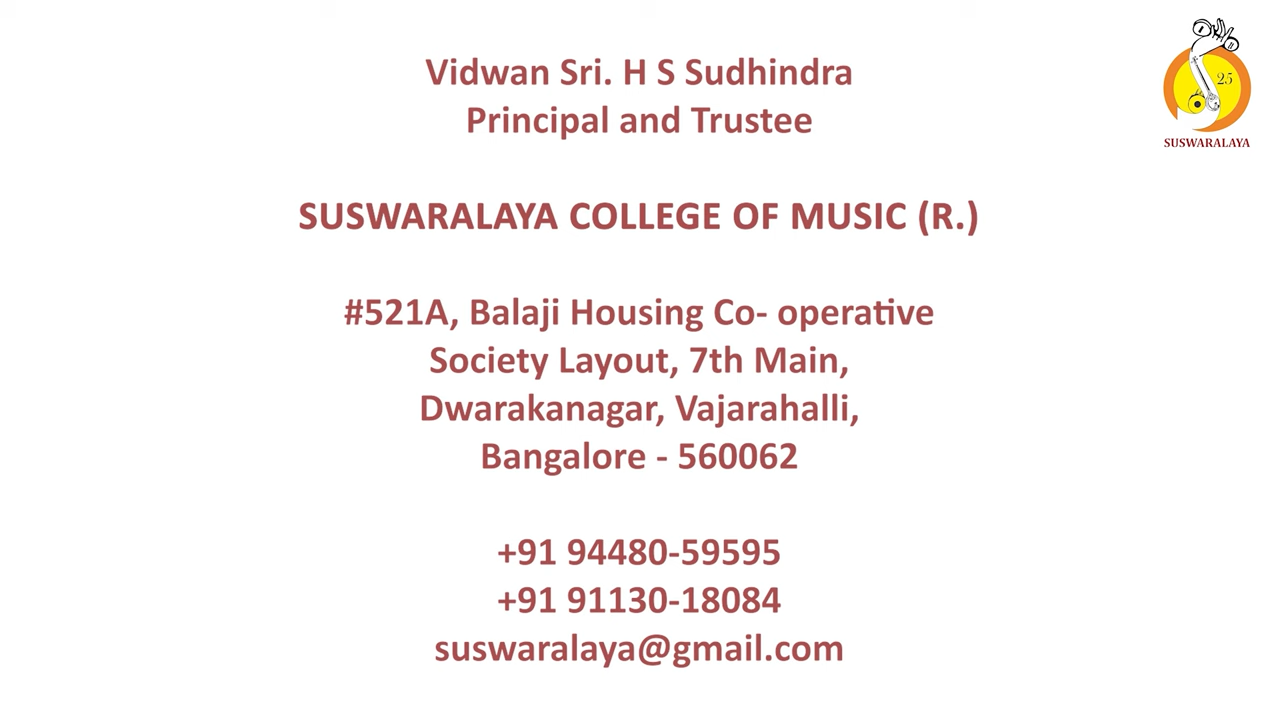 Vidwan Sri. H S Sudhindra
Principal and Trustee
25
SUSWARALAYA
SUSWARALAYA COLLEGE OF MUSIC (R.)
#521A, Balaji Housing Co- operative
Society Layout, 7th Main,
Dwarakanagar, Vajarahalli,
Bangalore - 560062
+91 94480-59595
+91 91130-18084
suswaralaya@gmail.com